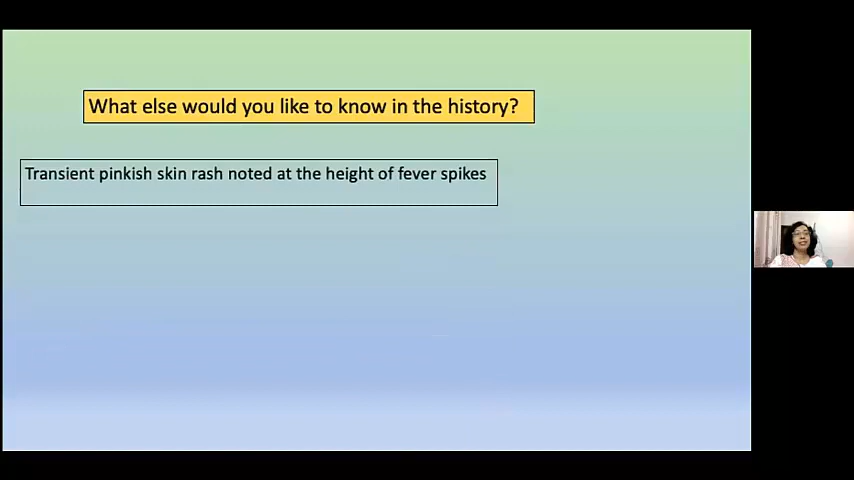 What else would you like to know in the history?
Transient pinkish skin rash noted at the height of fever spikes